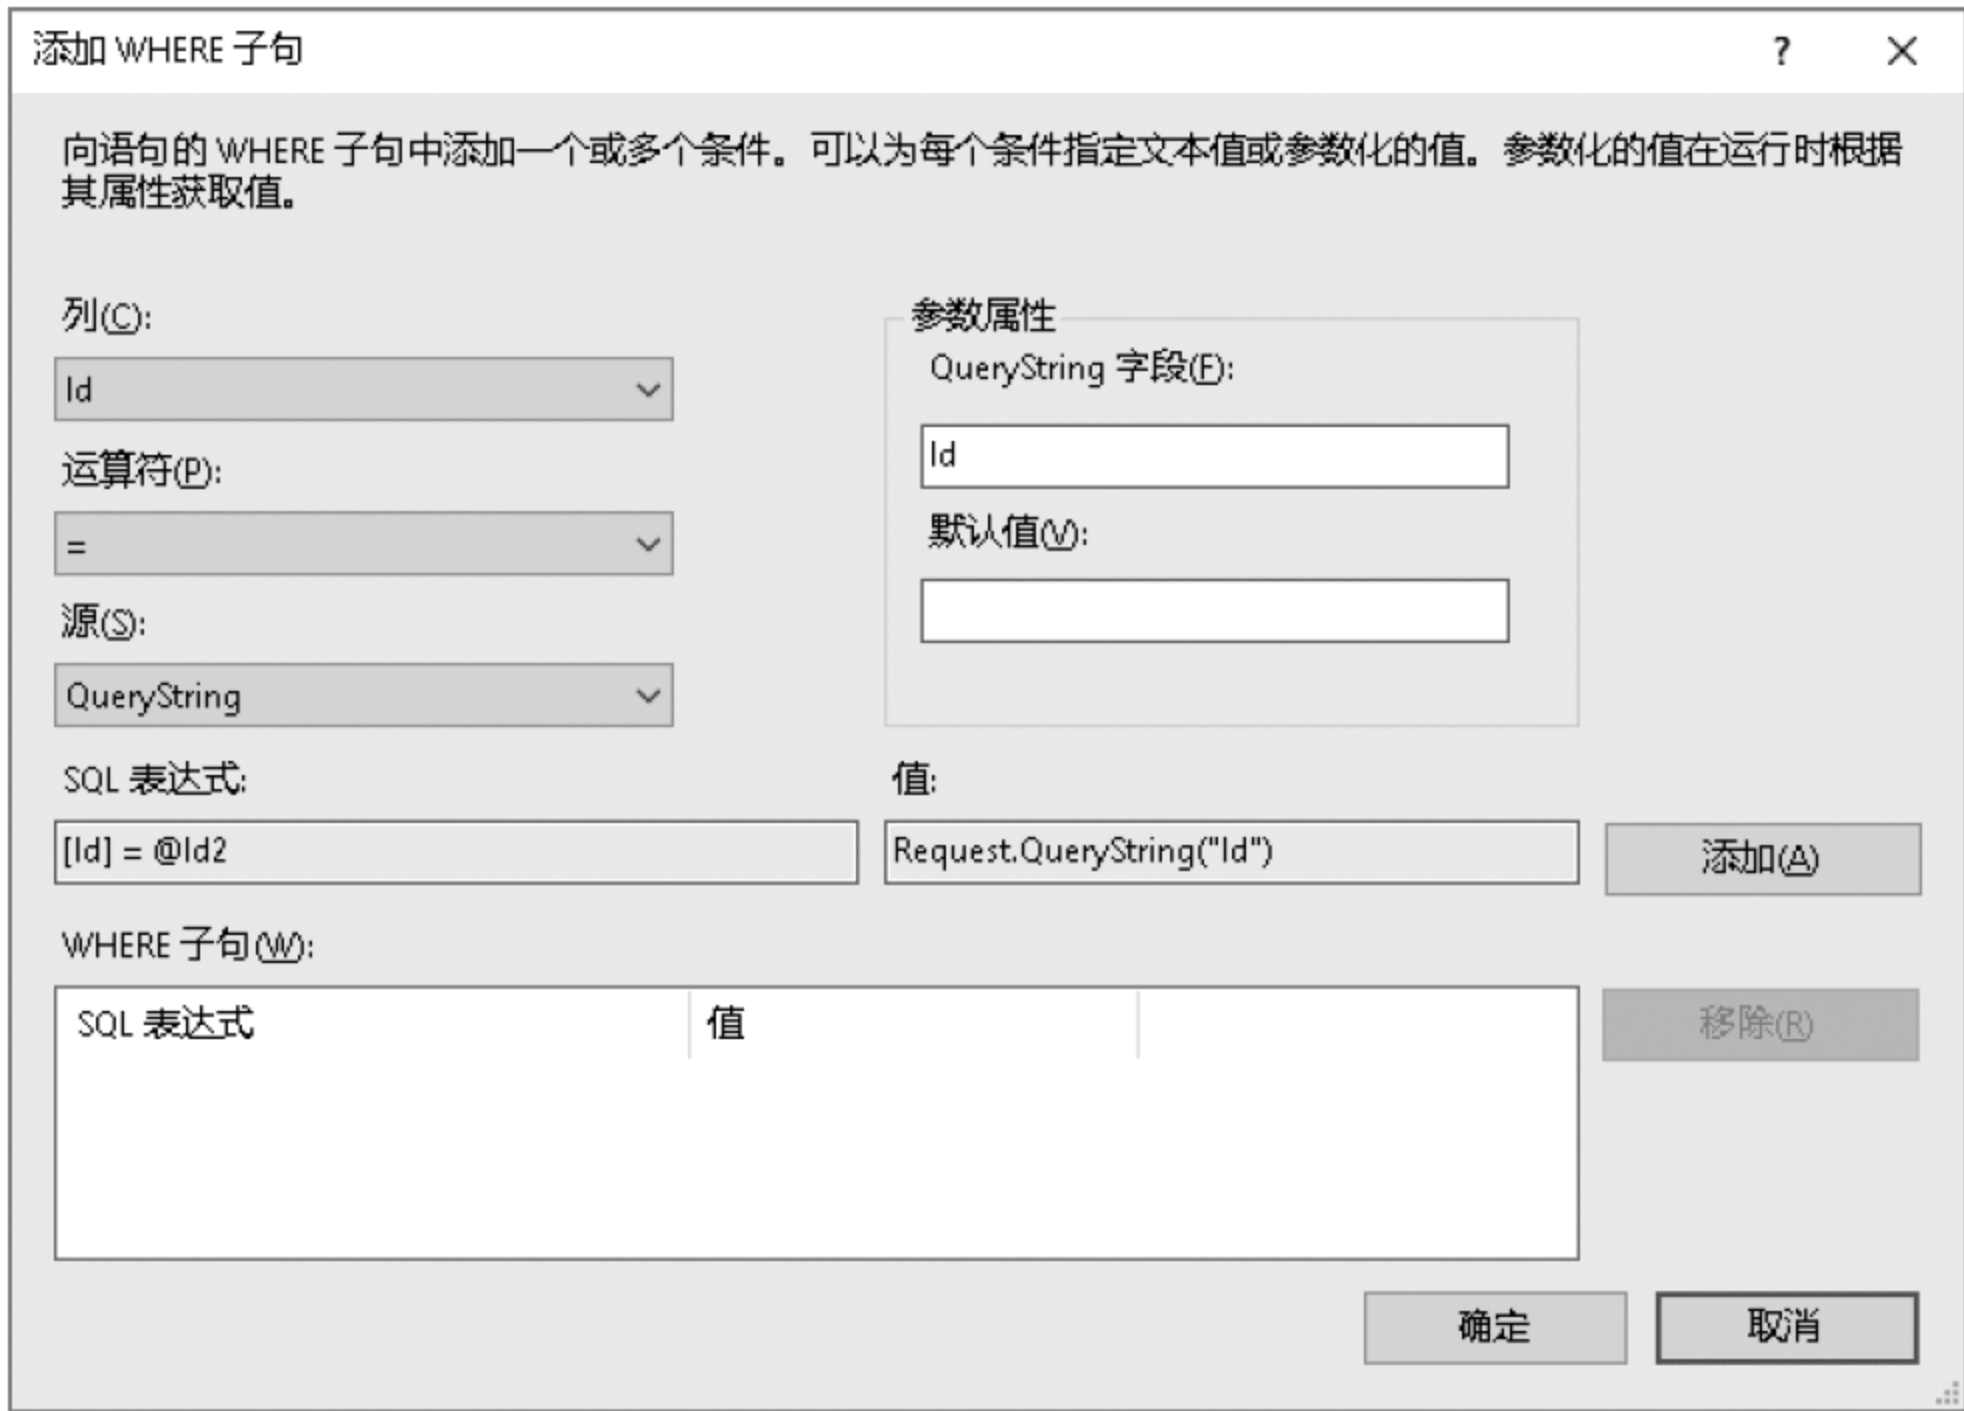 添加 WHERE 子句
?
向语句的 WHERE 子句中添加一个或多个条件。可以为每个条件指定文本值或参数化的值。参数化的值在运行时根据
其属性获取值。
列(C):
Id
运算符(P):
=
源(S):
QueryString
参数属性
QueryString 字段(F):
Id
默认值(V):
SQL 表达式:
[Id] = @Id2
值:
Request.QueryString("Id")
添加(A)
WHERE 子句(W):
SQL 表达式
值
移除(R)
确定
取消